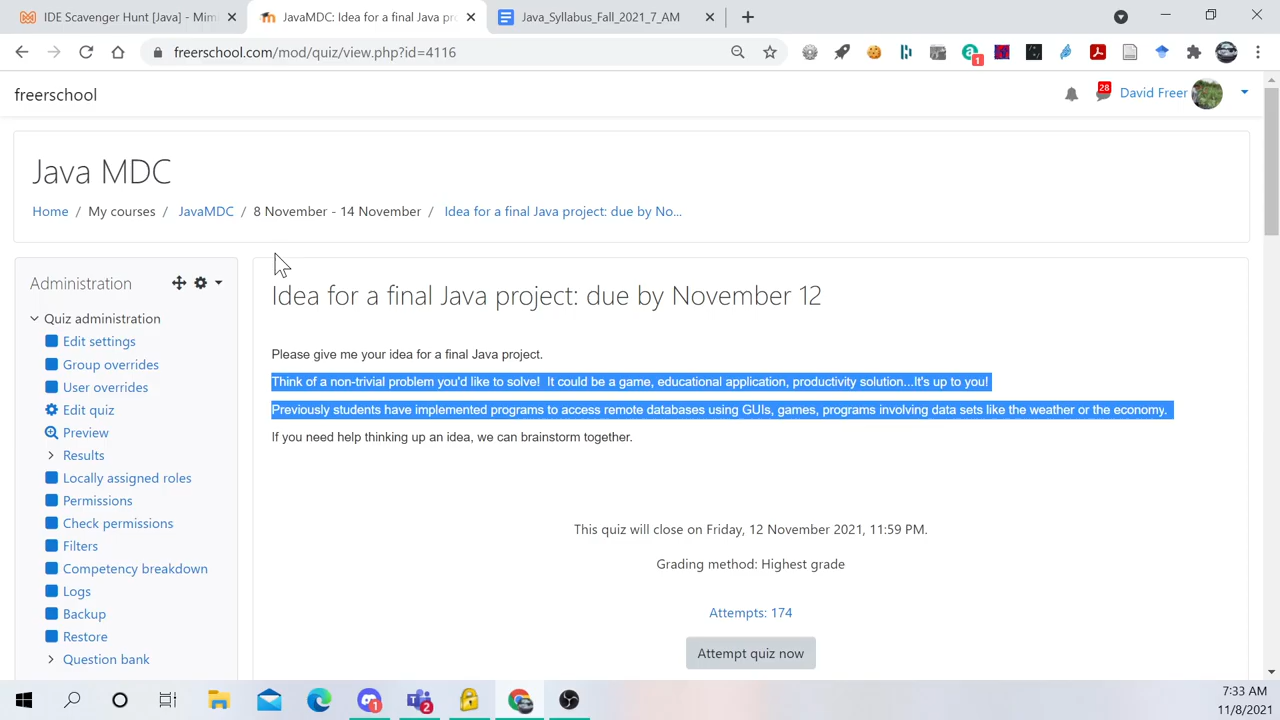 IDE Scavenger Hunt [Java] - Mim
JavaMDC: Idea for a final Java pr
Java_Syllabus_Fall_2021_7_AM
freerschool.com/mod/quiz/view.php?id=4116
1
freerschool
28
David Freer
Java MDC
Home / My courses / JavaMDC / 8 November - 14 November / Idea for a final Java project: due by No...
Administration
Quiz administration
Edit settings
Group overrides
User overrides
Edit quiz
Preview
Results
Locally assigned roles
Permissions
Check permissions
Filters
Competency breakdown
Logs
Backup
Restore
Question bank
Idea for a final Java project: due by November 12
Please give me your idea for a final Java project.
Think of a non-trivial problem you'd like to solve! It could be a game, educational application, productivity solution...It's up to you!
Previously students have implemented programs to access remote databases using GUIs, games, programs involving data sets like the weather or the economy.
If you need help thinking up an idea, we can brainstorm together.
This quiz will close on Friday, 12 November 2021, 11:59 PM.
Grading method: Highest grade
Attempts: 174
Attempt quiz now
1
2
7:33 AM
11/8/2021